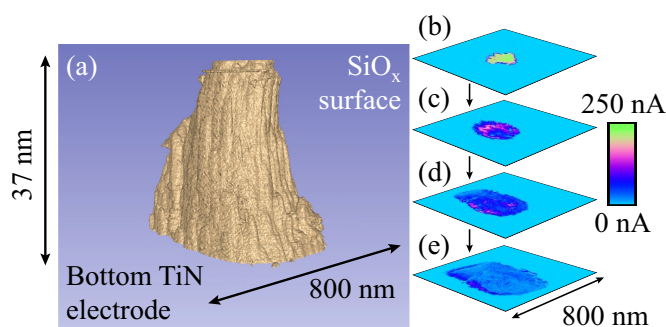 (a)
SiOₓ
surface
37 nm
Bottom TiN
electrode
800 nm
(b)
(c)
250 nA
(d)
0 nA
(e)
800 nm